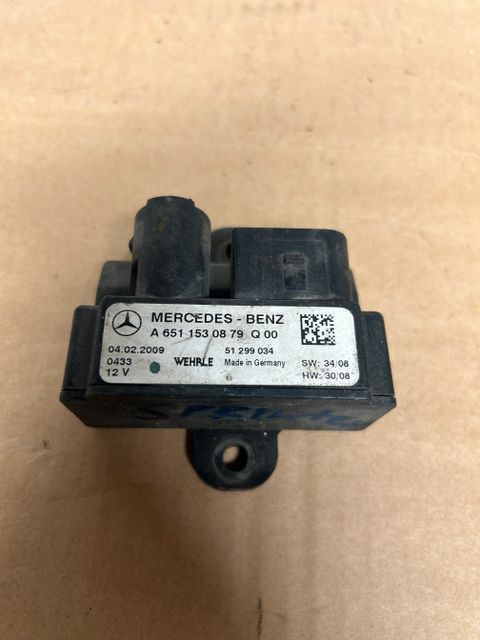 MERCEDES - BENZ
A 651 153 08 79 Q 00
04.02.2009 51 299 034
0433 WEHRLE Made in Germany SW: 34/08
12 V HW: 30/08